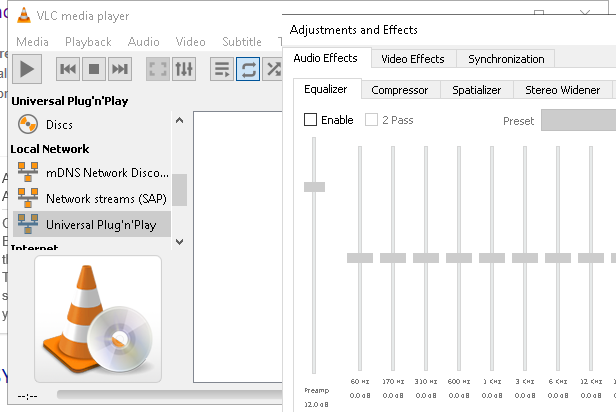 VLC media player
Media Playback Audio Video Subtitle
Universal Plug'n'Play
Discs
Local Network
mDNS Network Disco...
Network streams (SAP)
Universal Plug'n'Play
Internet
--:--
Adjustments and Effects
Audio Effects Video Effects Synchronization
Equalizer Compressor Spatializer Stereo Widener
Enable 2 Pass Preset
60 Hz 170 Hz 310 Hz 600 Hz 1 KHz 3 KHz 6 KHz 12 KHz
Preamp 0.0 dB 0.0 dB 0.0 dB 0.0 dB 0.0 dB 0.0 dB 0.0 dB 0.0 dB
12.0 dB